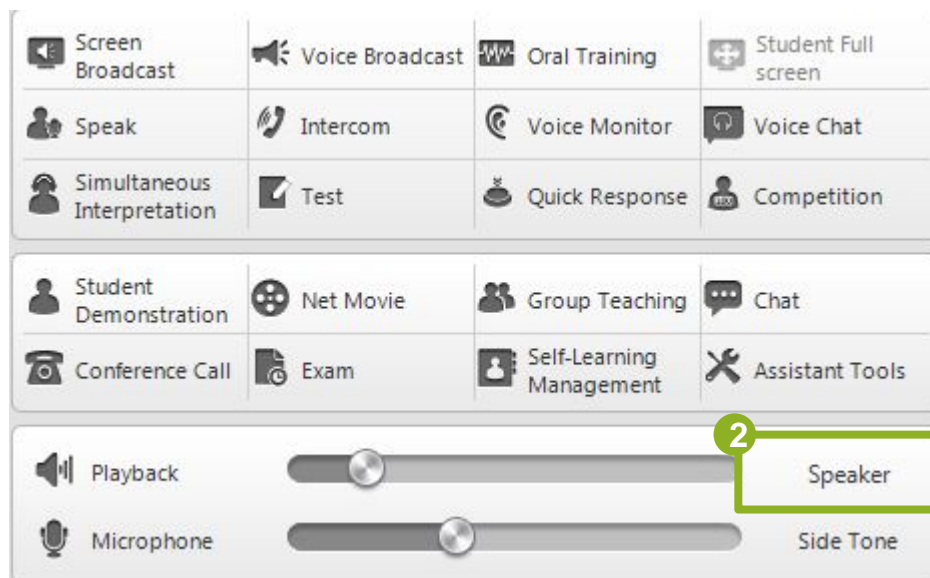 Screen
Broadcast
Voice Broadcast
Oral Training
Student Full
screen
Speak
Intercom
Voice Monitor
Voice Chat
Simultaneous
Interpretation
Test
Quick Response
Competition
Student
Demonstration
Net Movie
Group Teaching
Chat
Conference Call
Exam
Self-Learning
Management
Assistant Tools
2
Playback
Speaker
Microphone
Side Tone